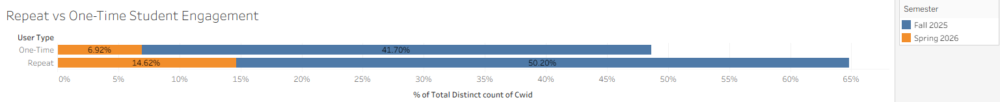 Repeat vs One-Time Student Engagement
Semester
Fall 2025
Spring 2026
User Type
One-Time
6.92%
41.70%
Repeat
14.62%
50.20%
0% 5% 10% 15% 20% 25% 30% 35% 40% 45% 50% 55% 60% 65%
% of Total Distinct count of Cwid